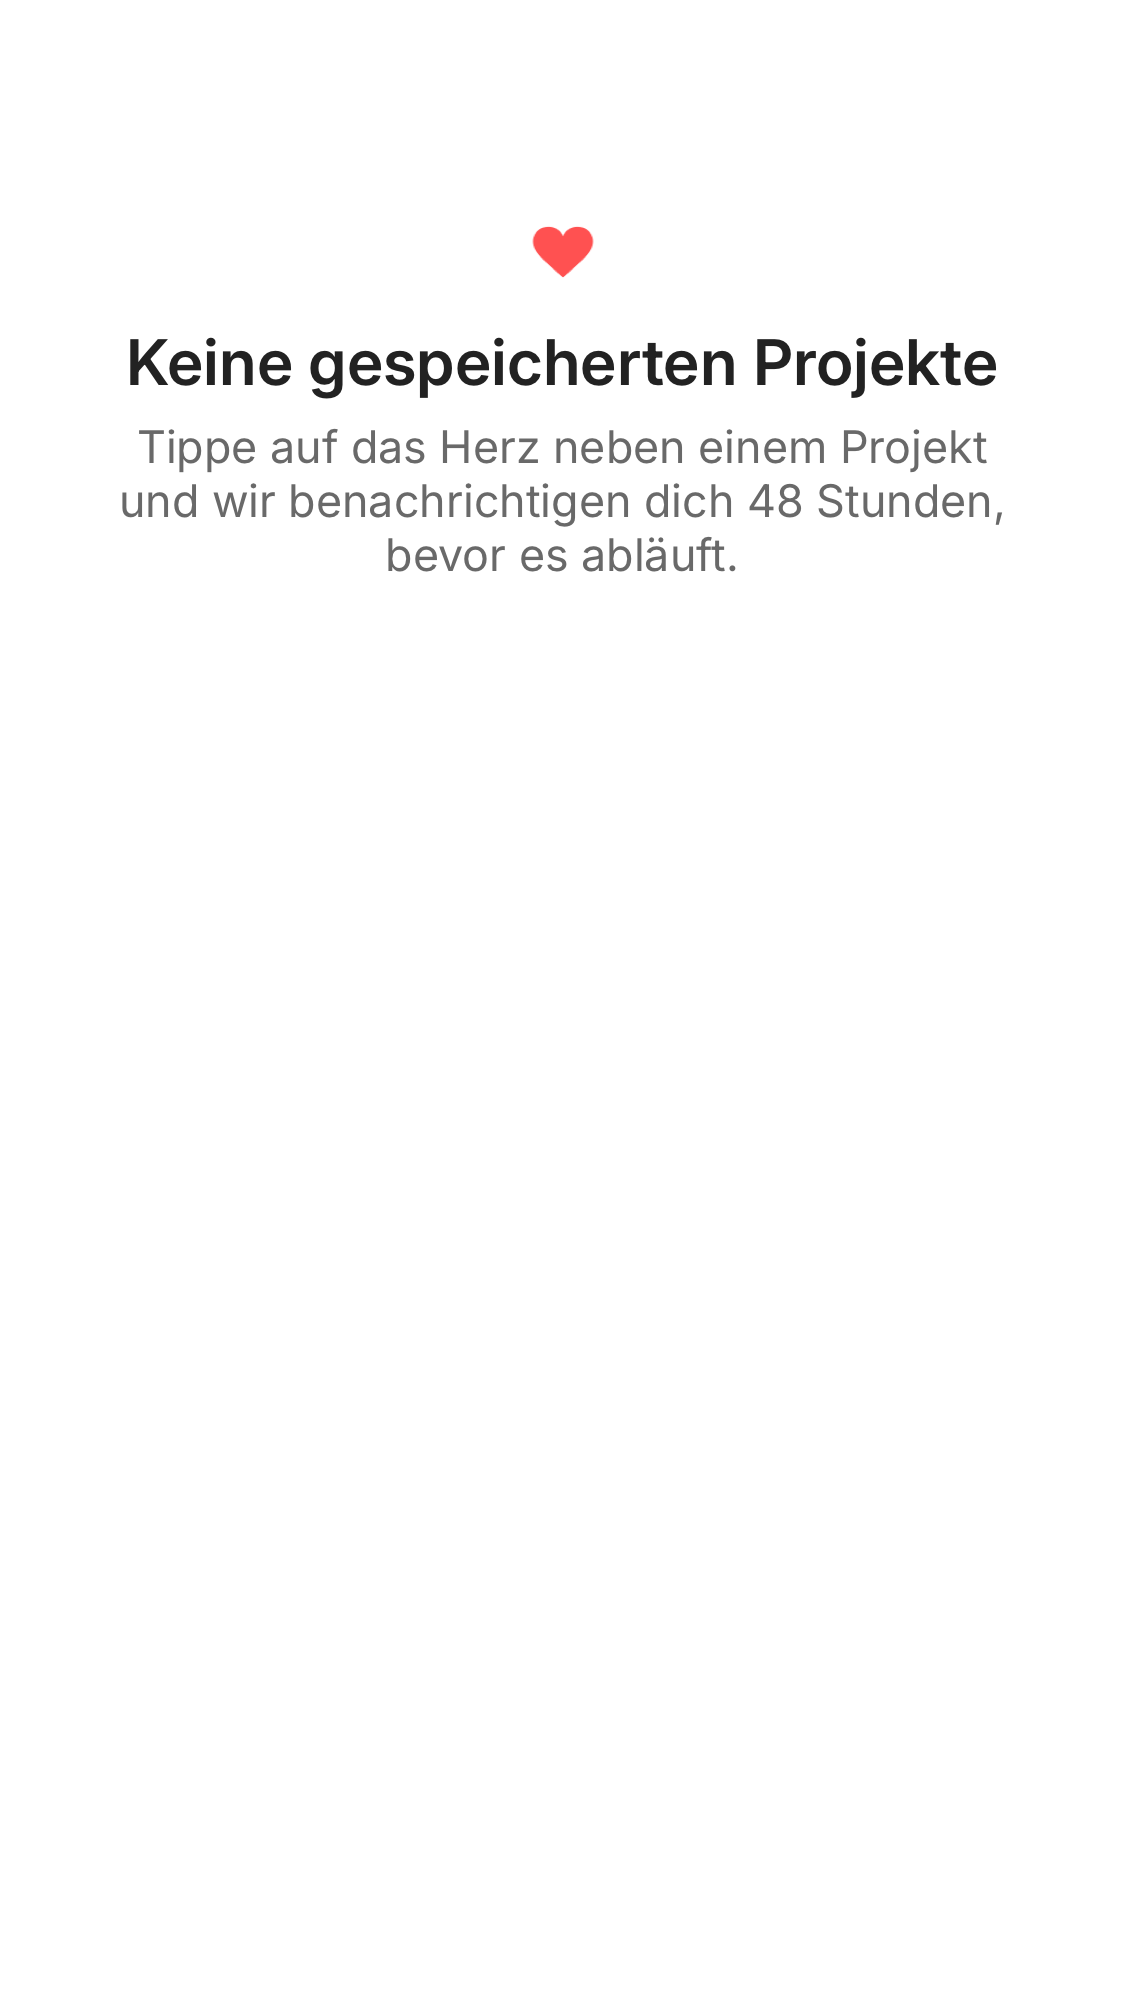 Keine gespeicherten Projekte
Tippe auf das Herz neben einem Projekt
und wir benachrichtigen dich 48 Stunden,
bevor es abläuft.